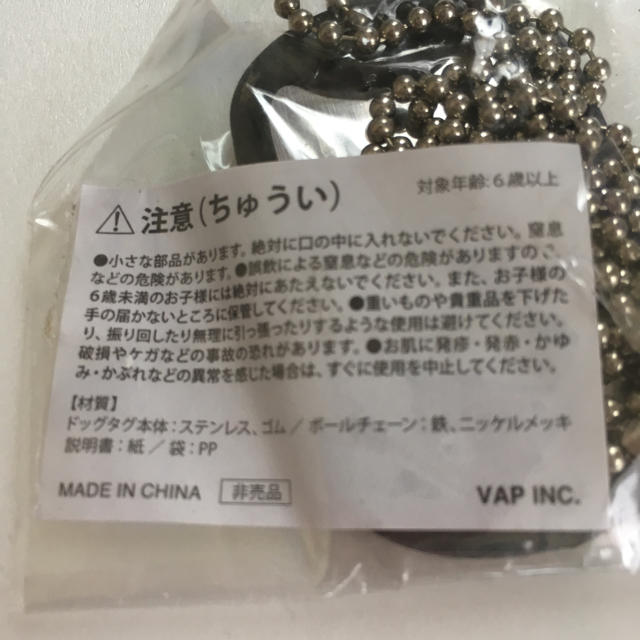 ⚠注意(ちゅうい) 対象年齢:6歳以上
●小さな部品があります。絶対に口の中に入れないでください。窒息
などの危険があります。●誤飲による窒息などの危険がありますので、
6歳未満のお子様には絶対にあたえないでください。また、お子様の
手の届かないところに保管してください。●重いものや貴重品を下げた
り、振り回したり無理に引っ張ったりするような使用は避けてください。
破損やケガなどの事故の恐れがあります。●お肌に発疹・発赤・かゆ
み・かぶれなどの異常を感じた場合は、すぐに使用を中止してください。
【材質】
ドッグタグ本体:ステンレス、ゴム/ボールチェーン:鉄、ニッケルメッキ
説明書:紙/袋:PP
MADE IN CHINA 非売品 VAP INC.